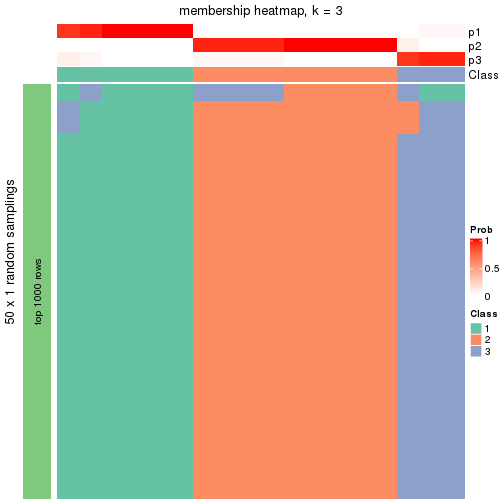 membership heatmap, k = 3
p1
p2
p3
Class
50 x 1 random samplings
top 1000 rows
Prob
1
0.5
0
Class
1
2
3